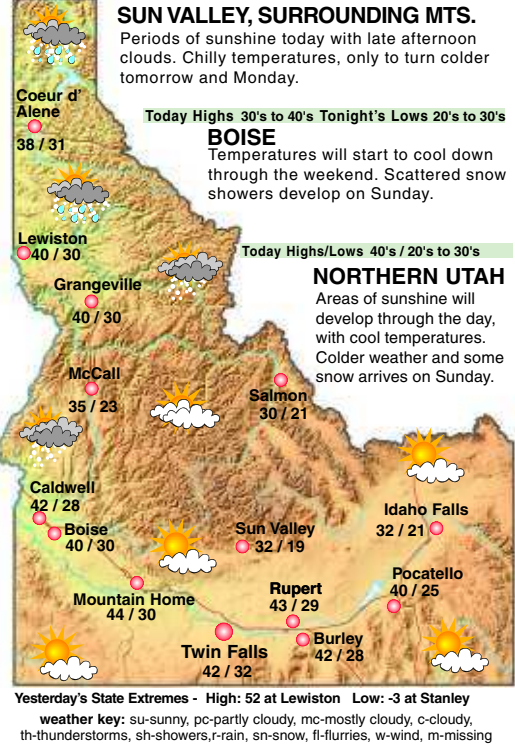 SUN VALLEY, SURROUNDING MTS.
Periods of sunshine today with late afternoon
clouds. Chilly temperatures, only to turn colder
tomorrow and Monday.
Today Highs 30's to 40's Tonight's Lows 20's to 30's
BOISE
Temperatures will start to cool down
through the weekend. Scattered snow
showers develop on Sunday.
Today Highs/Lows 40's / 20's to 30's
NORTHERN UTAH
Areas of sunshine will
develop through the day,
with cool temperatures.
Colder weather and some
snow arrives on Sunday.
Coeur d'
Alene
38 / 31
Lewiston
40 / 30
Grangeville
40 / 30
McCall
35 / 23
Salmon
30 / 21
Caldwell
42 / 28
Boise
40 / 30
Sun Valley
32 / 19
Idaho Falls
32 / 21
Pocatello
40 / 25
Mountain Home
44 / 30
Rupert
43 / 29
Twin Falls
42 / 32
Burley
42 / 28
Yesterday's State Extremes - High: 52 at Lewiston Low: -3 at Stanley
weather key: su-sunny, pc-partly cloudy, mc-mostly cloudy, c-cloudy,
th-thunderstorms, sh-showers,r-rain, sn-snow, fl-flurries, w-wind, m-missing